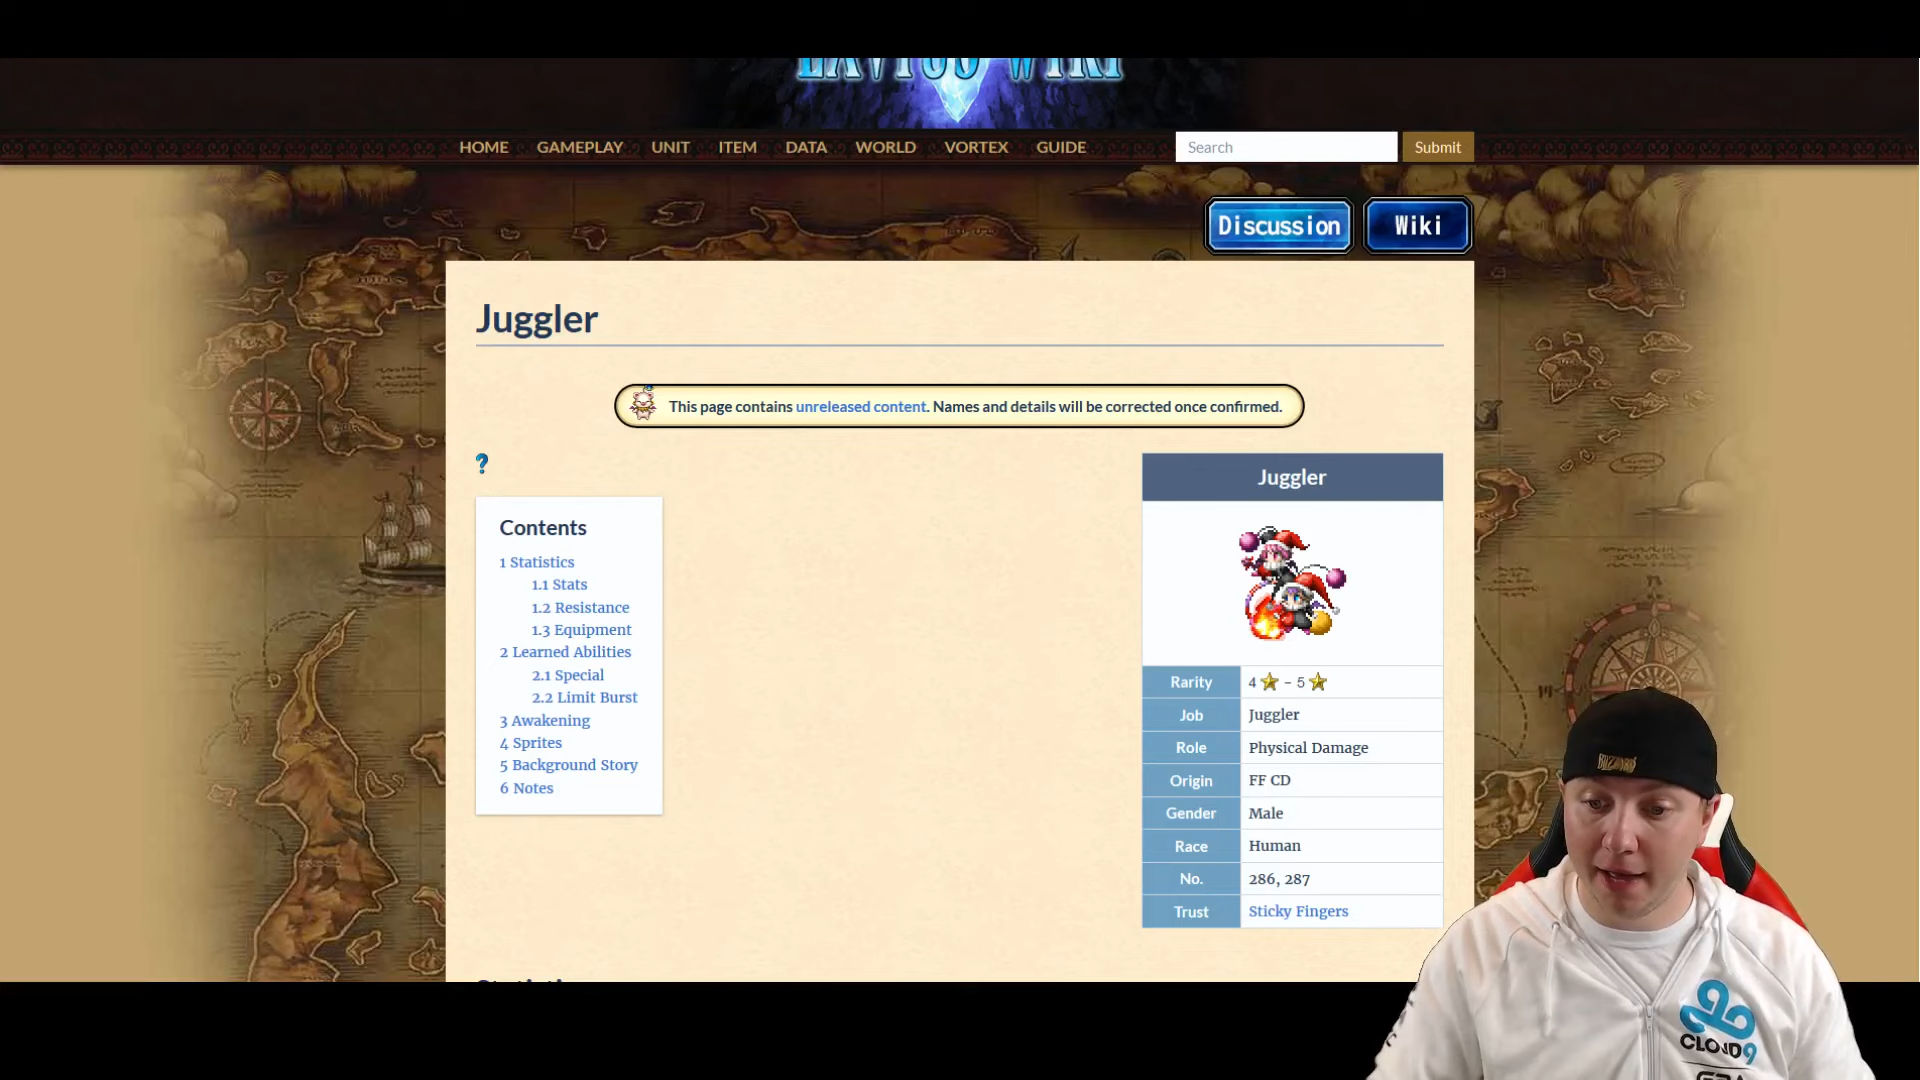 EXVIUS WIKI
HOME GAMEPLAY UNIT ITEM DATA WORLD VORTEX GUIDE Search Submit
Discussion Wiki
Juggler
This page contains unreleased content. Names and details will be corrected once confirmed.
?
Contents
1 Statistics
1.1 Stats
1.2 Resistance
1.3 Equipment
2 Learned Abilities
2.1 Special
2.2 Limit Burst
3 Awakening
4 Sprites
5 Background Story
6 Notes
Juggler
Rarity 4 - 5
Job Juggler
Role Physical Damage
Origin FF CD
Gender Male
Race Human
No. 286, 287
Trust Sticky Fingers
BLIZZARD
CLOUD9